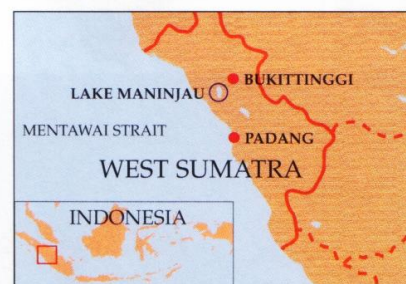 BUKITTINGGI
LAKE MANINJAU
MENTAWAI STRAIT
PADANG
WEST SUMATRA
INDONESIA